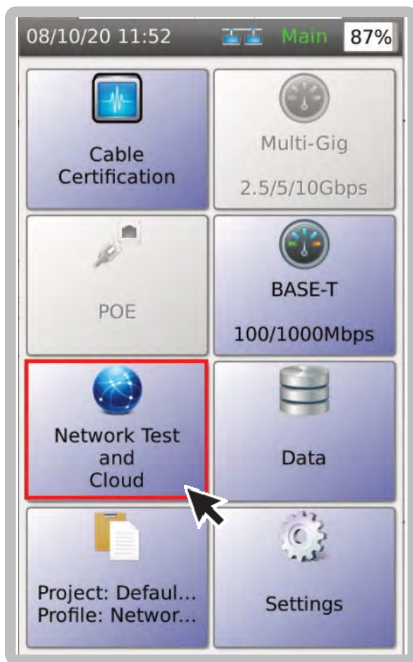 08/10/20 11:52 Main 87%
Cable
Certification
Multi-Gig
2.5/5/10Gbps
POE
BASE-T
100/1000Mbps
Network Test
and
Cloud
Data
Project: Defaul...
Profile: Networ...
Settings